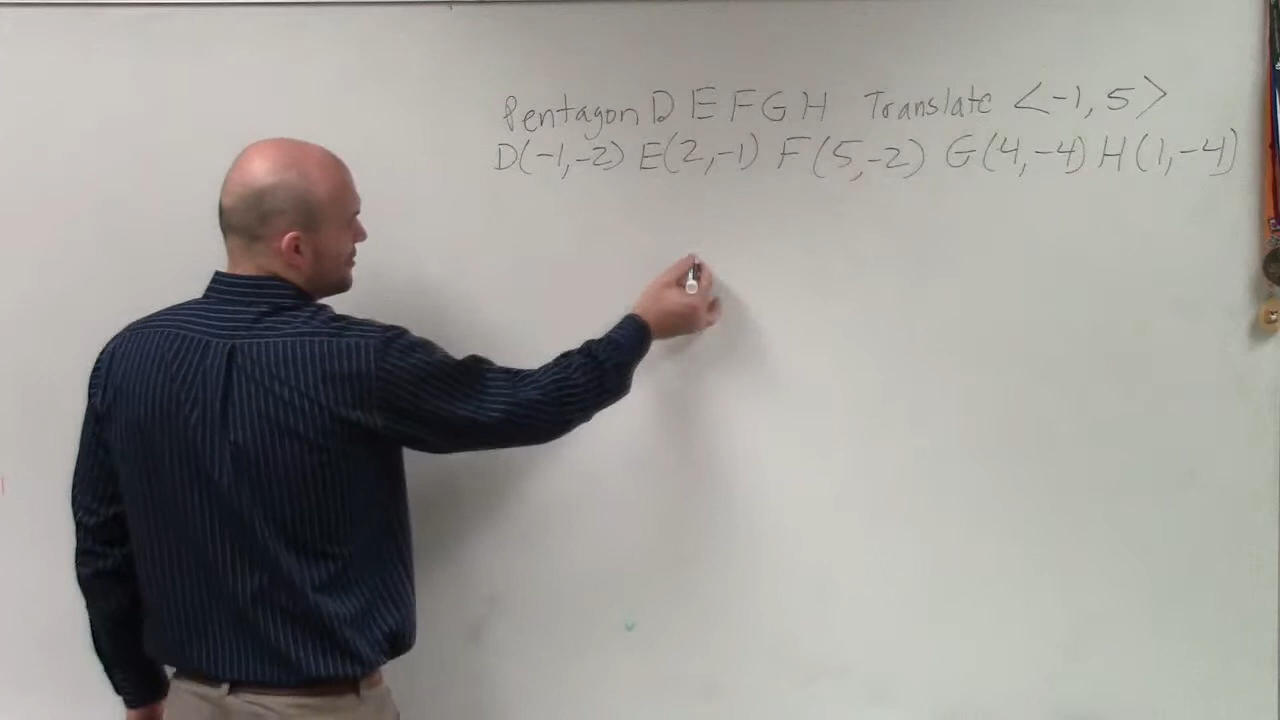 Pentagon D E F G H Translate <-1, 5>
D(-1,-2) E(2,-1) F(5,-2) G(4,-4) H(1,-4)